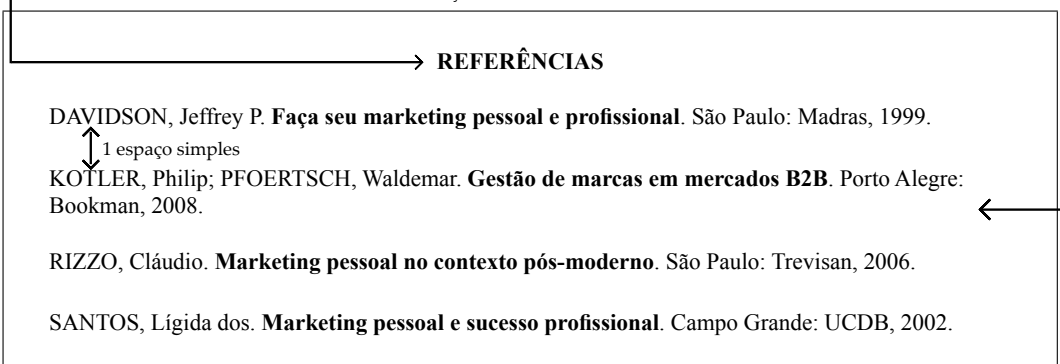 REFERÊNCIAS
DAVIDSON, Jeffrey P. Faça seu marketing pessoal e profissional. São Paulo: Madras, 1999.
1 espaço simples
KOTLER, Philip; PFOERTSCH, Waldemar. Gestão de marcas em mercados B2B. Porto Alegre:
Bookman, 2008.
RIZZO, Cláudio. Marketing pessoal no contexto pós-moderno. São Paulo: Trevisan, 2006.
SANTOS, Lígida dos. Marketing pessoal e sucesso profissional. Campo Grande: UCDB, 2002.